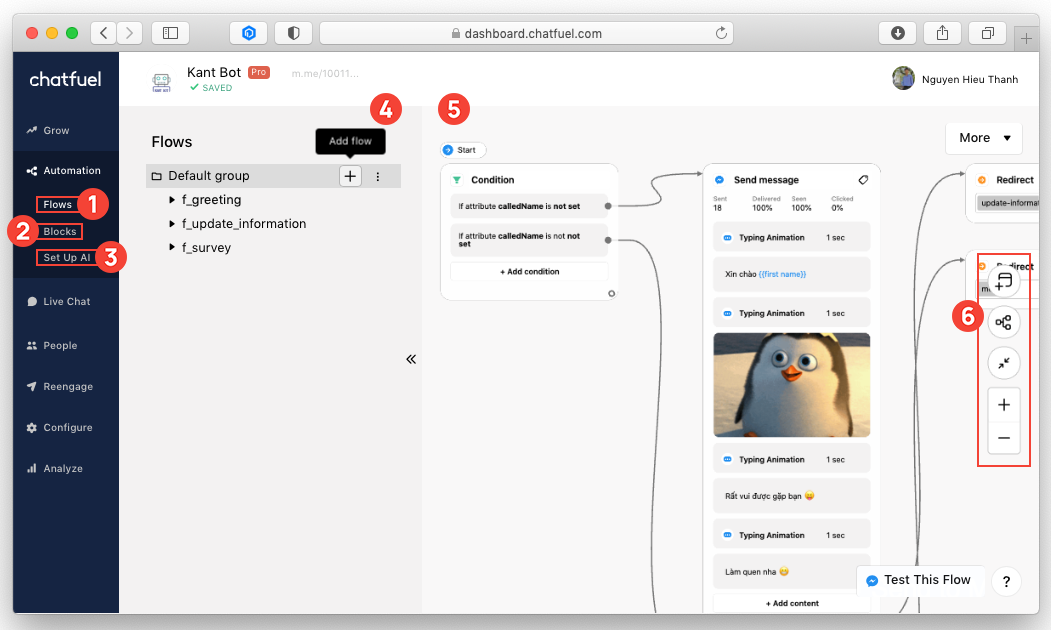 dashboard.chatfuel.com
chatfuel
Kant Bot Pro
m.me/10011...
SAVED
Nguyen Hieu Thanh
Grow
Automation
Flows
1
2
Blocks
Set Up AI
3
Live Chat
People
Reengage
Configure
Analyze
4
Flows
Add flow
Default group
f_greeting
f_update_information
f_survey
5
More
Start
Condition
If attribute calledName is not set
If attribute calledName is not not set
+ Add condition
Send message
Sent Delivered Seen Clicked
18 100% 100% 0%
Typing Animation 1 sec
Xin chào {{first name}}
Typing Animation 1 sec
Typing Animation 1 sec
Rất vui được gặp bạn 😛
Typing Animation 1 sec
Làm quen nha 😊
+ Add content
Redirect
update-informat
Redirect
6
Test This Flow
?